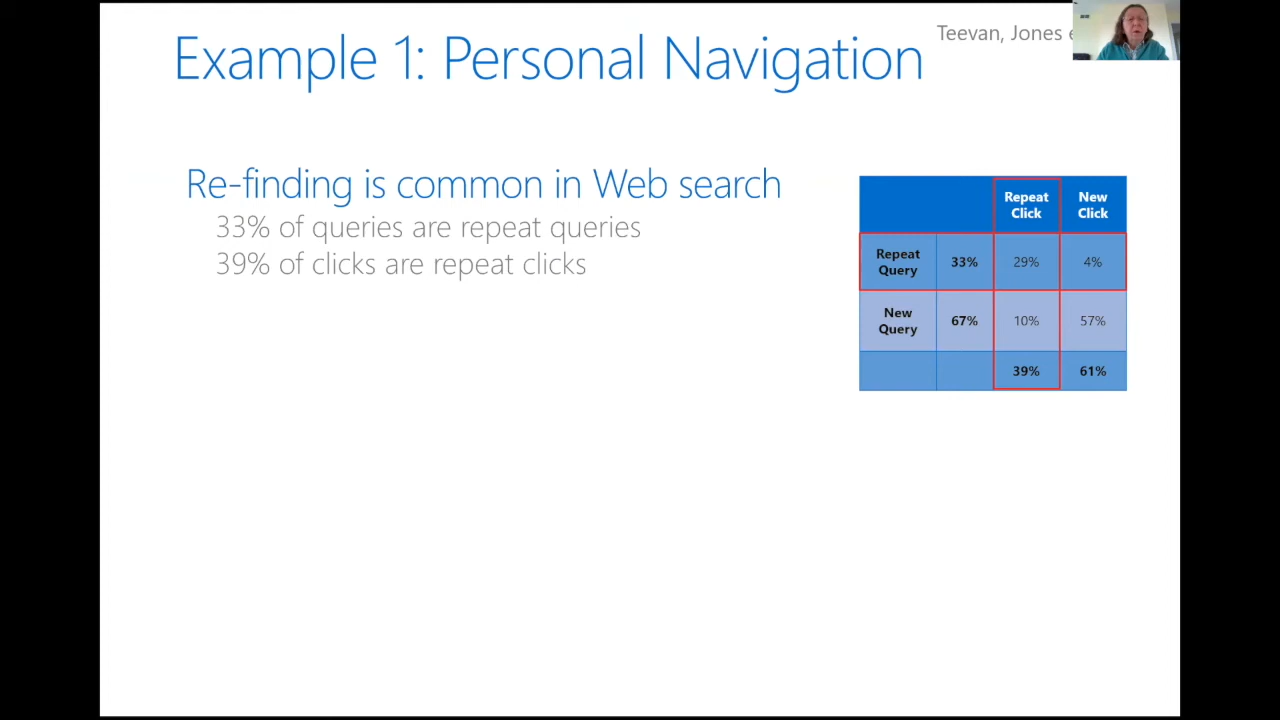 Example 1: Personal Navigation
Teevan, Jones
Re-finding is common in Web search
33% of queries are repeat queries
39% of clicks are repeat clicks
Repeat Click
New Click
Repeat Query 33% 29% 4%
New Query 67% 10% 57%
39% 61%